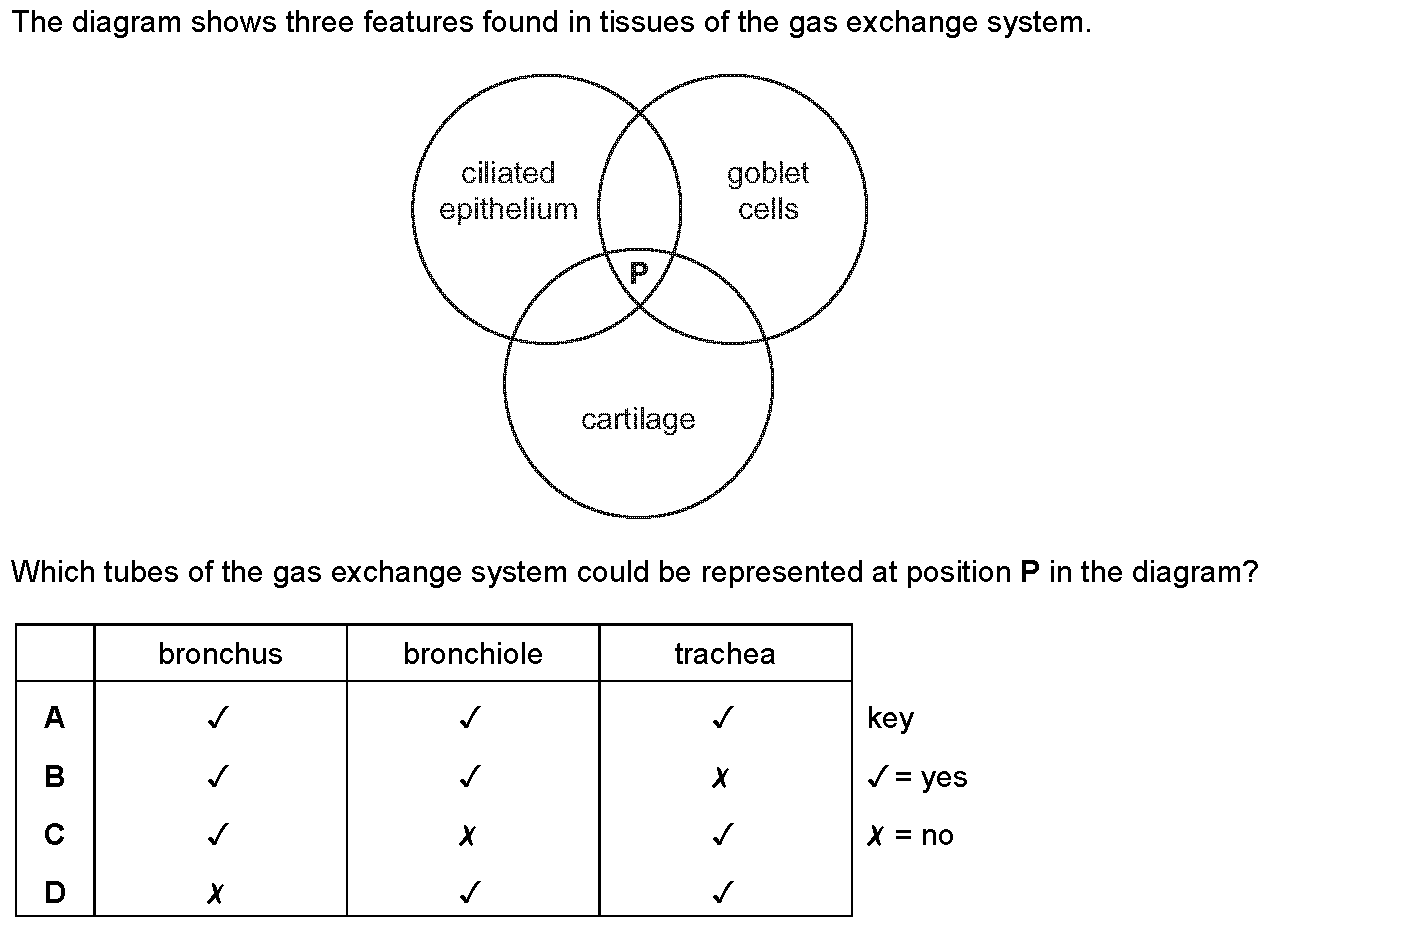 The diagram shows three features found in tissues of the gas exchange system.
ciliated
epithelium
goblet
cells
P
cartilage
Which tubes of the gas exchange system could be represented at position P in the diagram?
bronchus bronchiole trachea
A ✓ ✓ ✓ key
B ✓ ✓ ✗ ✓ = yes
C ✓ ✗ ✓ ✗ = no
D ✗ ✓ ✓